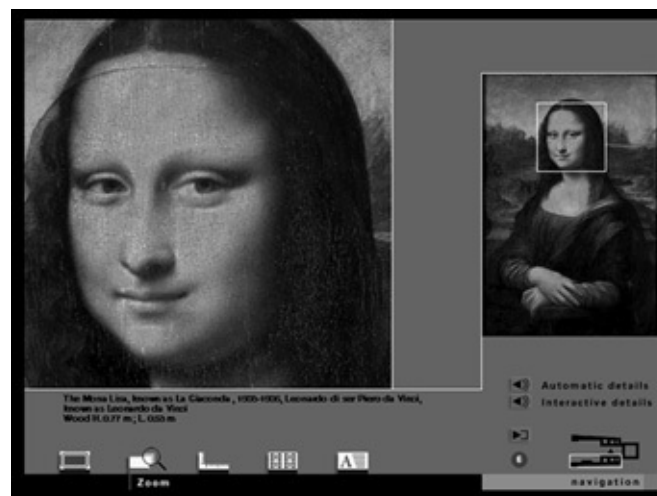 The Mona Lisa, known as La Giaconda, 1503-1506, Leonardo di ser Piero da Vinci,
known as Leonardo da Vinci
Wood H. 0.77 m; L. 0.53 m
Automatic details
Interactive details
A
Zoom
navigation